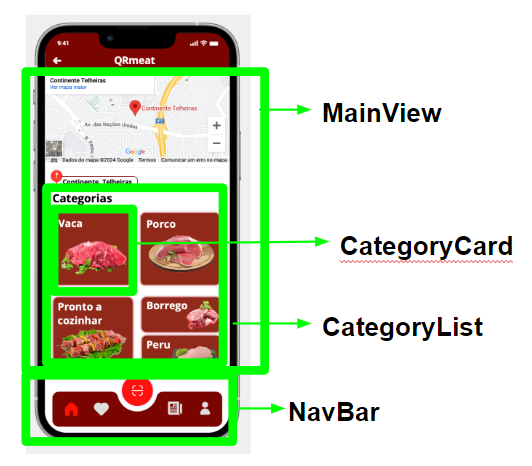 9:41
QRmeat
Continente Telheiras
Ver mapa maior
Continente Telheiras
Av. das Nações Unidas
Google
Dados do mapa ©2024 Google Termos Comunicar um erro no mapa
Continente, Telheiras
Categorias
Vaca
Porco
Pronto a
cozinhar
Borrego
Peru
MainView
CategoryCard
CategoryList
NavBar